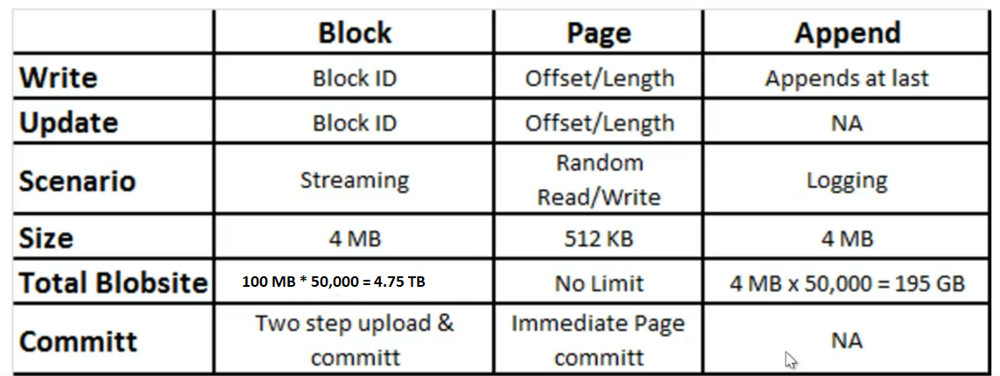 Block Page Append
Write Block ID Offset/Length Appends at last
Update Block ID Offset/Length NA
Scenario Streaming Random Read/Write Logging
Size 4 MB 512 KB 4 MB
Total Blobsite 100 MB * 50,000 = 4.75 TB No Limit 4 MB x 50,000 = 195 GB
Committ Two step upload & committ Immediate Page committ NA